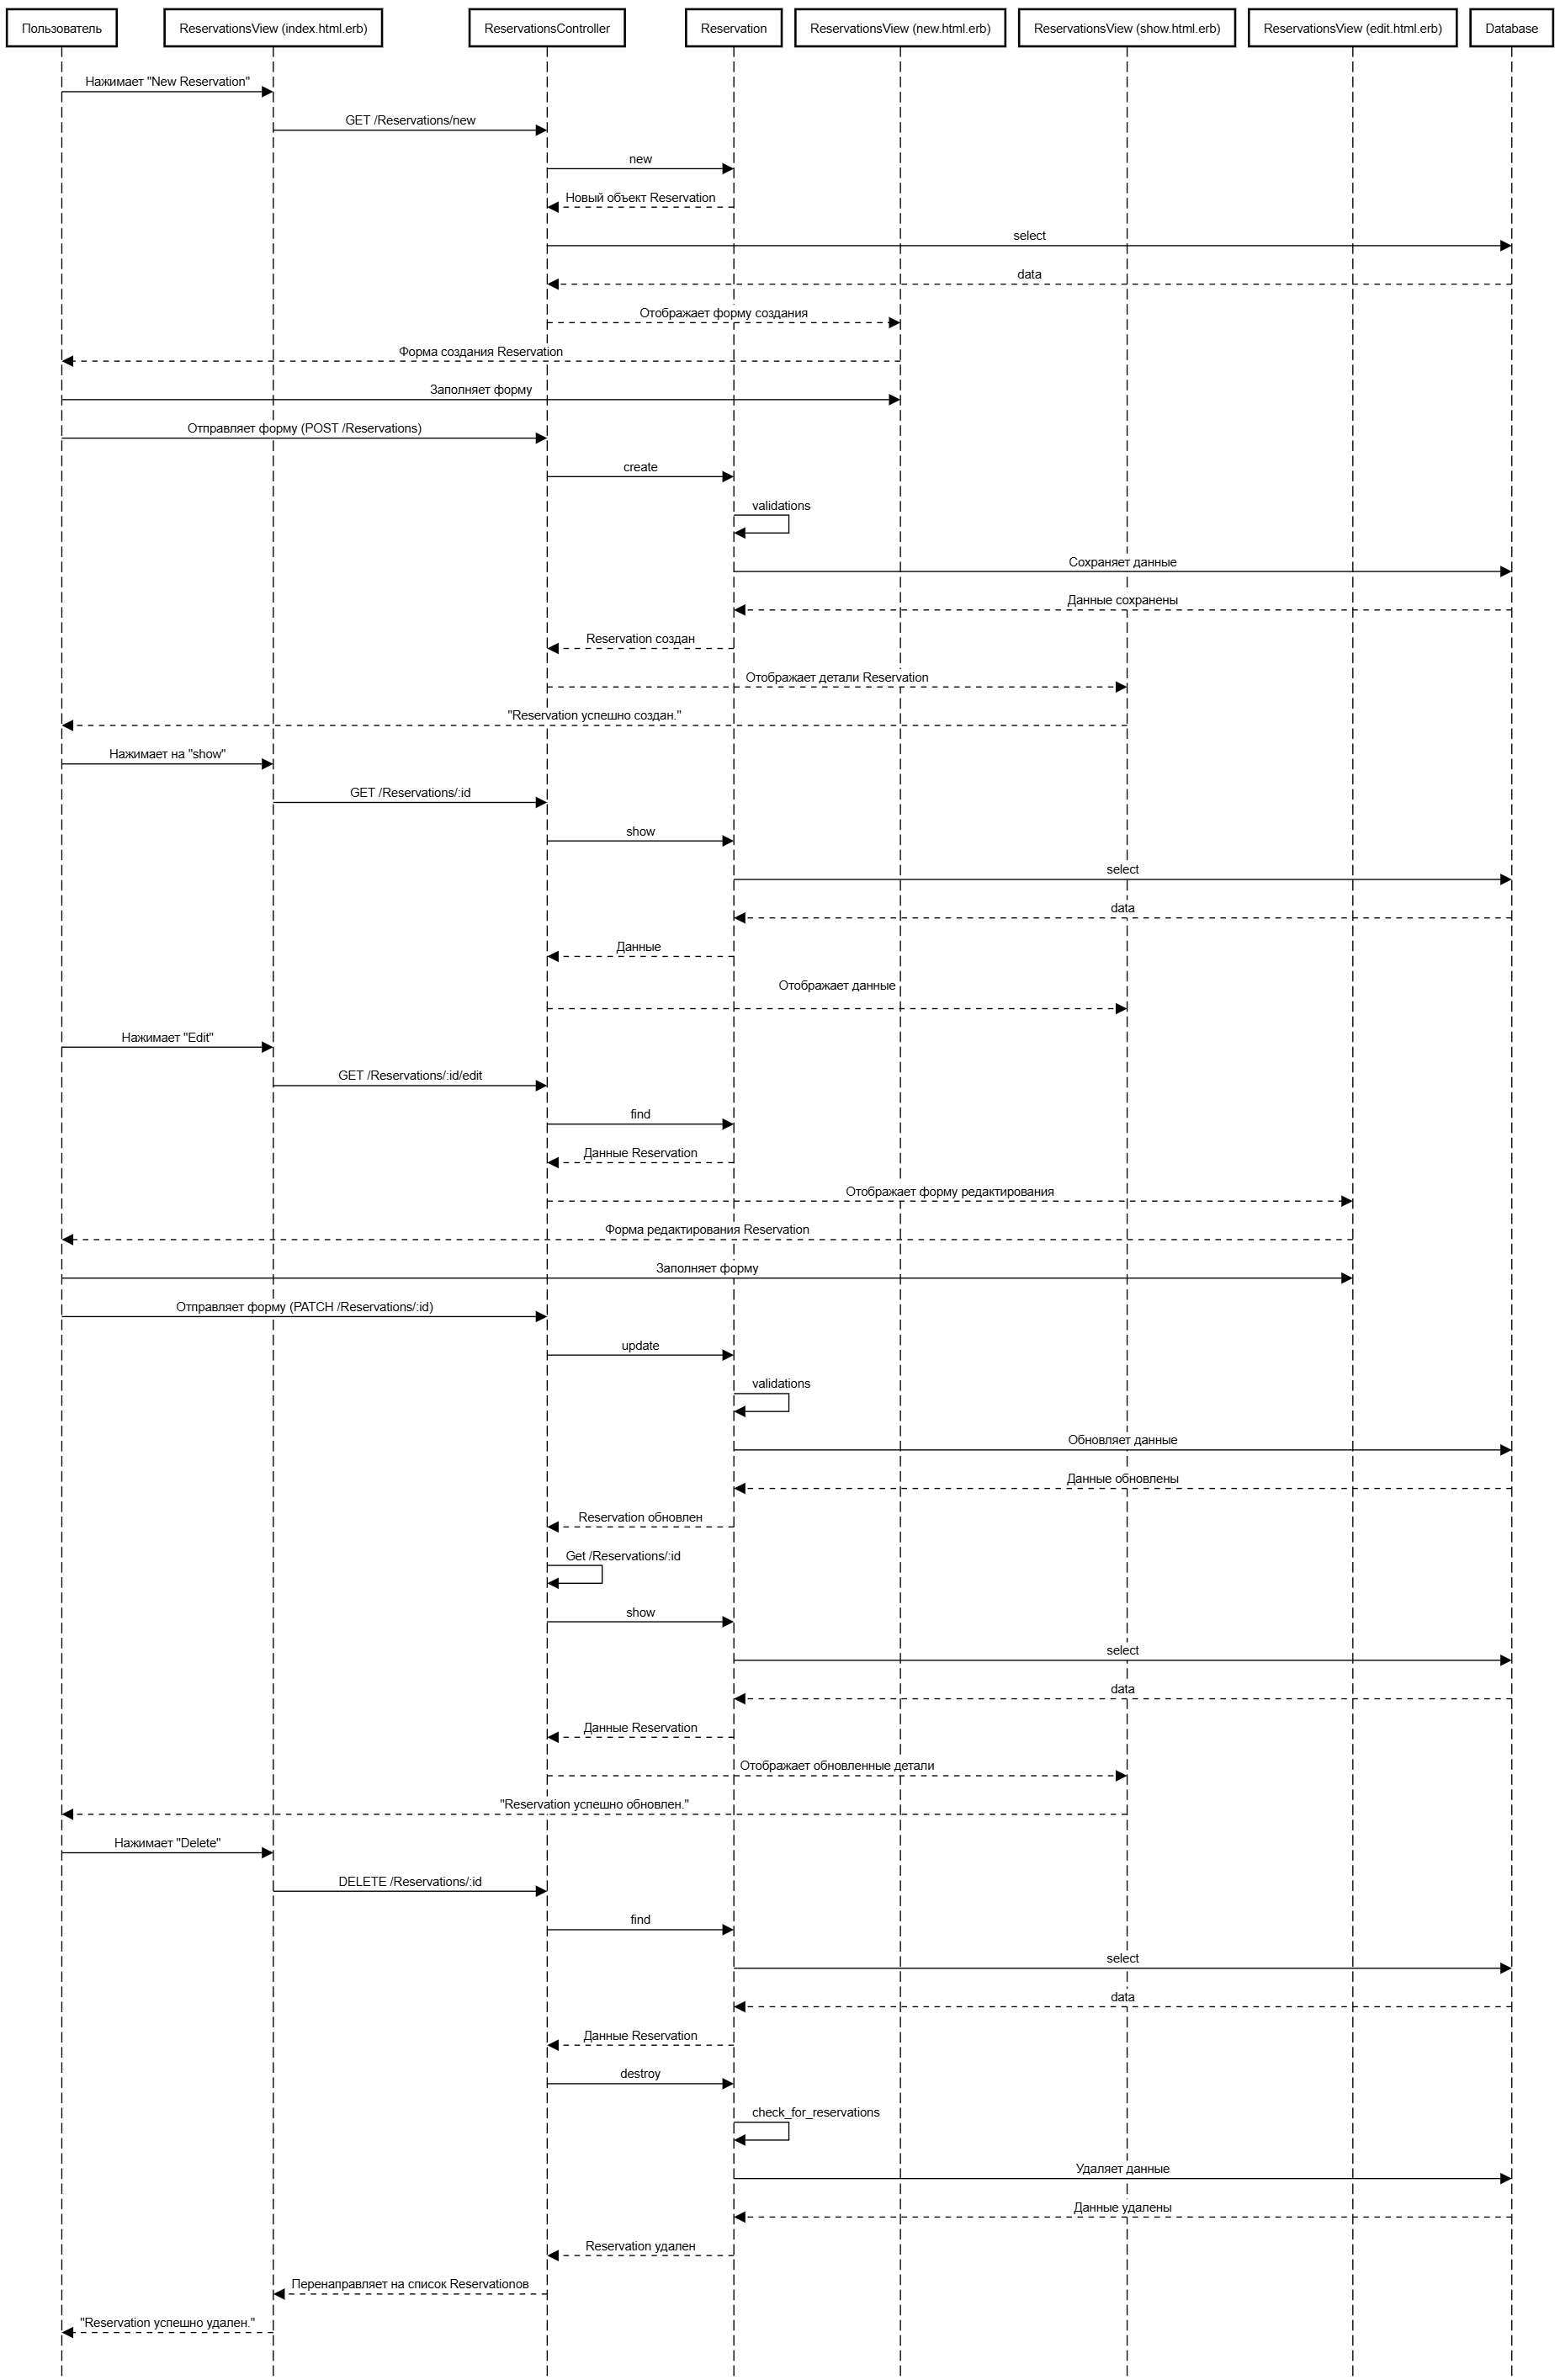 Пользователь
ReservationsView (index.html.erb)
ReservationsController
Reservation
ReservationsView (new.html.erb)
ReservationsView (show.html.erb)
ReservationsView (edit.html.erb)
Database
Нажимает "New Reservation"
GET /Reservations/new
new
Новый объект Reservation
select
data
Отображает форму создания
Форма создания Reservation
Заполняет форму
Отправляет форму (POST /Reservations)
create
validations
Сохраняет данные
Данные сохранены
Reservation создан
Отображает детали Reservation
"Reservation успешно создан."
Нажимает на "show"
GET /Reservations/:id
show
select
data
Данные
Отображает данные
Нажимает "Edit"
GET /Reservations/:id/edit
find
Данные Reservation
Отображает форму редактирования
Форма редактирования Reservation
Заполняет форму
Отправляет форму (PATCH /Reservations/:id)
update
validations
Обновляет данные
Данные обновлены
Reservation обновлен
Get /Reservations/:id
show
select
data
Данные Reservation
Отображает обновленные детали
"Reservation успешно обновлен."
Нажимает "Delete"
DELETE /Reservations/:id
find
select
data
Данные Reservation
destroy
check_for_reservations
Удаляет данные
Данные удалены
Reservation удален
Перенаправляет на список Reservationов
"Reservation успешно удален."